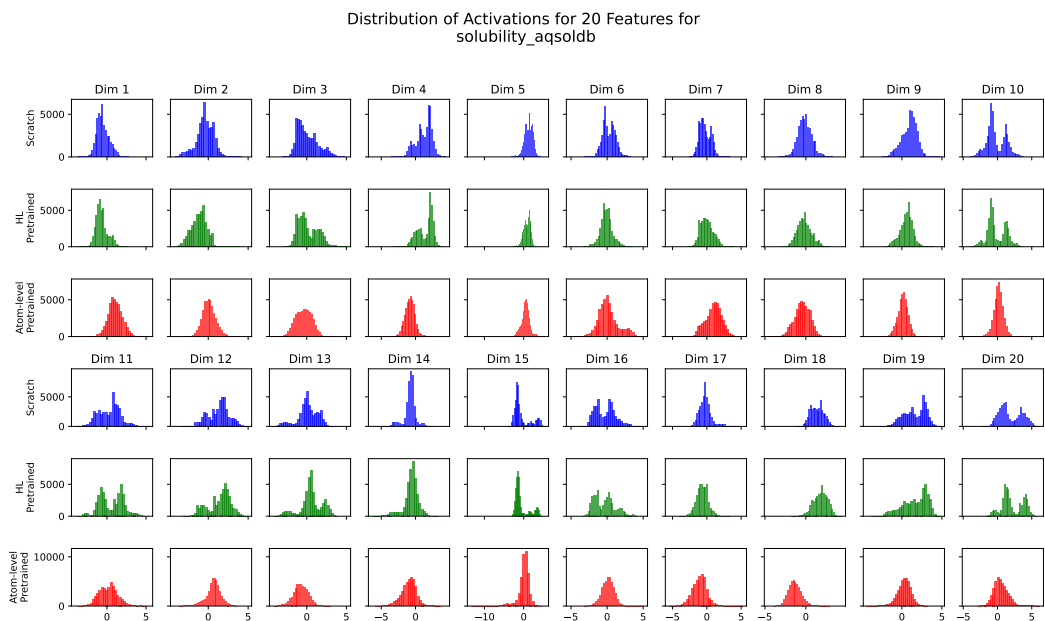 Distribution of Activations for 20 Features for
solubility_aqsoldb
Dim 1 Dim 2 Dim 3 Dim 4 Dim 5 Dim 6 Dim 7 Dim 8 Dim 9 Dim 10
Scratch
5000
0
HL
Pretrained
5000
0
Atom-level
Pretrained
5000
0
Dim 11 Dim 12 Dim 13 Dim 14 Dim 15 Dim 16 Dim 17 Dim 18 Dim 19 Dim 20
Scratch
5000
0
HL
Pretrained
5000
0
Atom-level
Pretrained
10000
5000
0
0 5 0 5 0 5 −5 0 −10 0 −5 0 5 −5 0 5 −5 0 0 5 −5 0 5